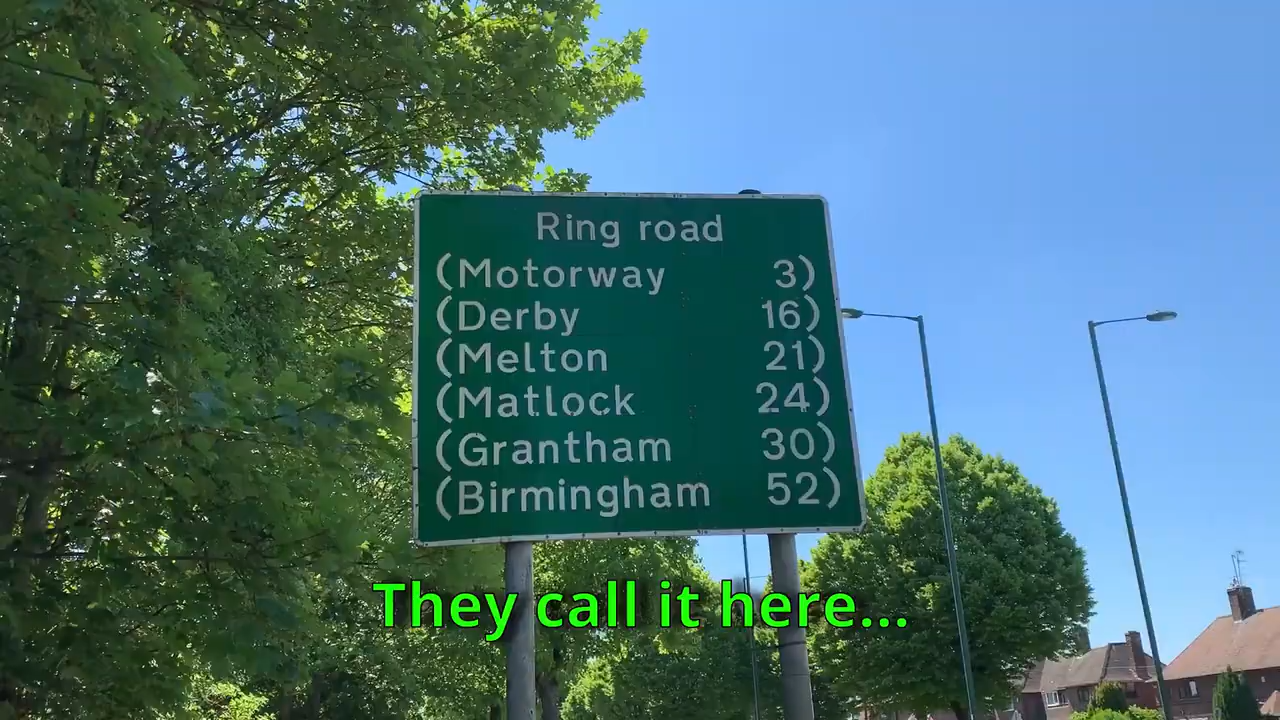 Ring road
(Motorway 3)
(Derby 16)
(Melton 21)
(Matlock 24)
(Grantham 30)
(Birmingham 52)
They call it here...